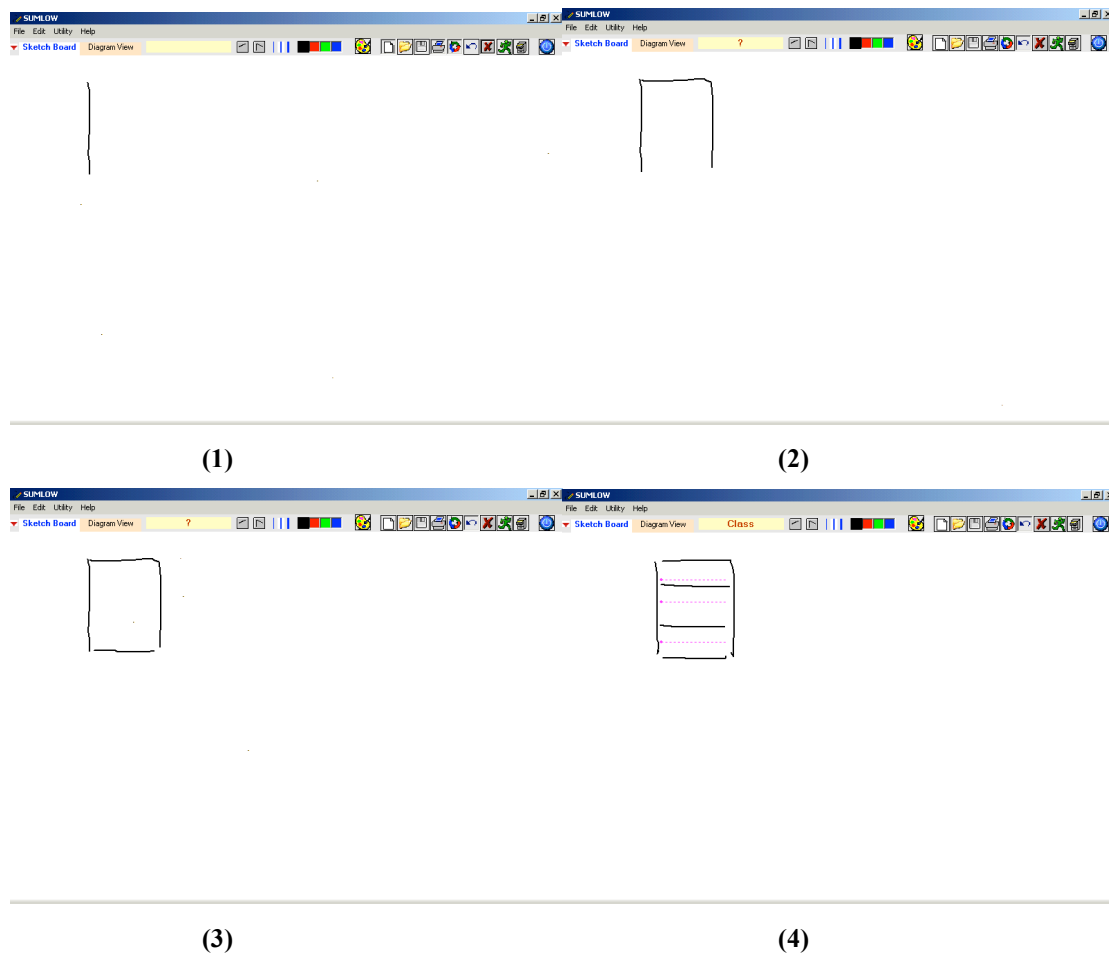 SUMLOW
File Edit Utility Help
Sketch Board Diagram View
(1)
SUMLOW
File Edit Utility Help
Sketch Board Diagram View ?
(2)
SUMLOW
File Edit Utility Help
Sketch Board Diagram View ?
(3)
SUMLOW
File Edit Utility Help
Sketch Board Diagram View Class
(4)